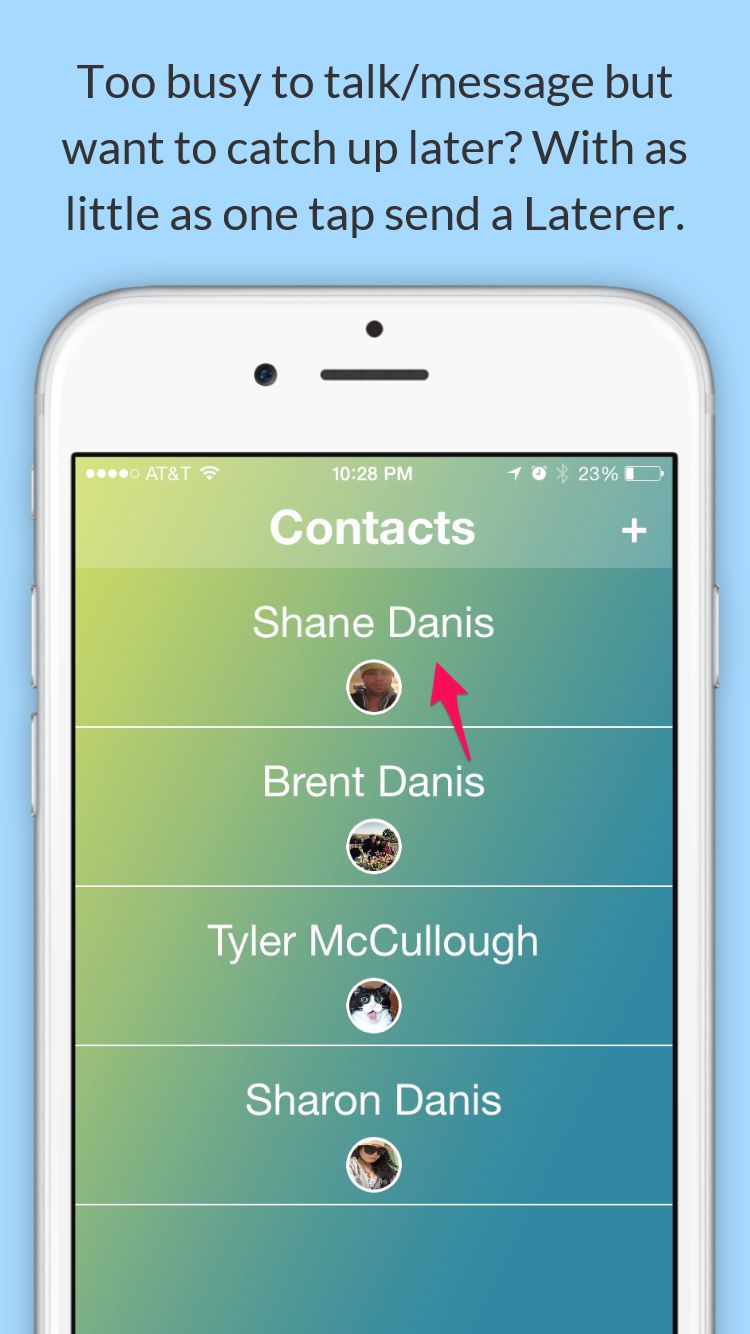 Too busy to talk/message but
want to catch up later? With as
little as one tap send a Laterer.
AT&T 10:28 PM 23%
Contacts +
Shane Danis
Brent Danis
Tyler McCullough
Sharon Danis